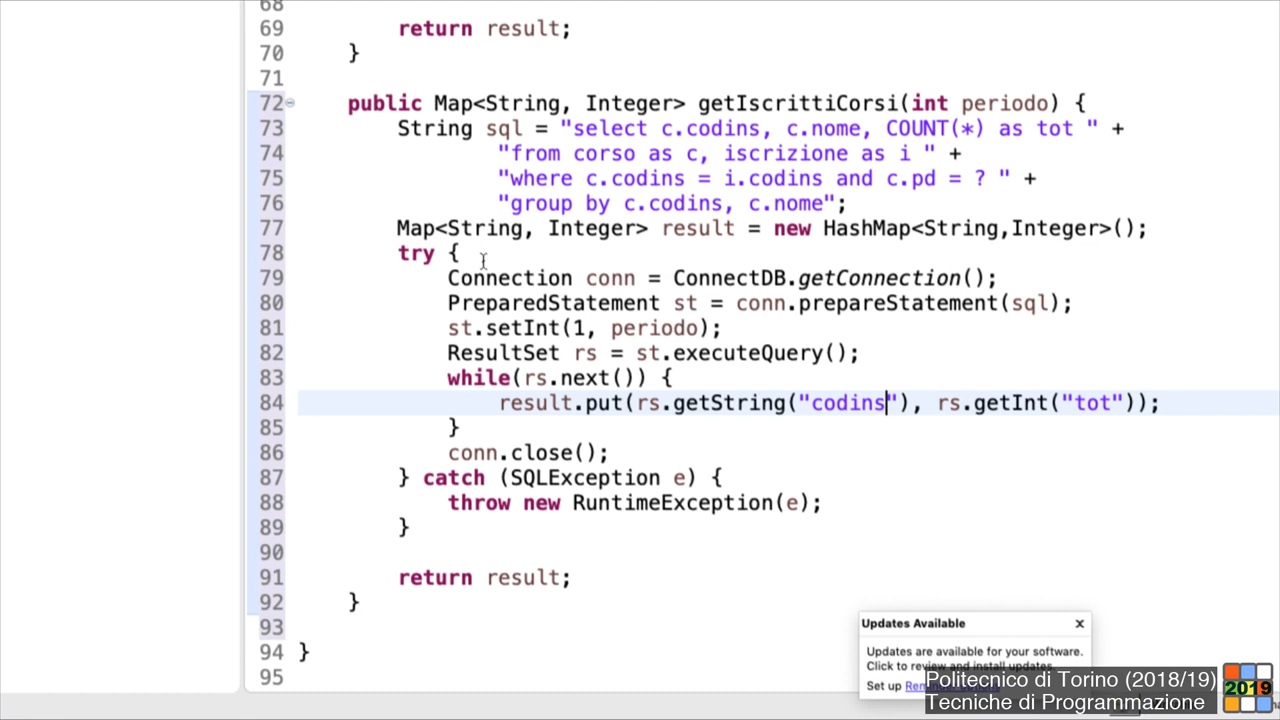 68
69 return result;
70 }
71
72 public Map<String, Integer> getIscrittiCorsi(int periodo) {
73 String sql = "select c.codins, c.nome, COUNT(*) as tot " +
74 "from corso as c, iscrizione as i " +
75 "where c.codins = i.codins and c.pd = ? " +
76 "group by c.codins, c.nome";
77 Map<String, Integer> result = new HashMap<String,Integer>();
78 try {
79 Connection conn = ConnectDB.getConnection();
80 PreparedStatement st = conn.prepareStatement(sql);
81 st.setInt(1, periodo);
82 ResultSet rs = st.executeQuery();
83 while(rs.next()) {
84 result.put(rs.getString("codins"), rs.getInt("tot"));
85 }
86 conn.close();
87 } catch (SQLException e) {
88 throw new RuntimeException(e);
89 }
90
91 return result;
92 }
93
94 }
95
Updates Available x
Updates are available for your software.
Click to review and install updates.
Set up
Politecnico di Torino (2018/19)
Tecniche di Programmazione
2019